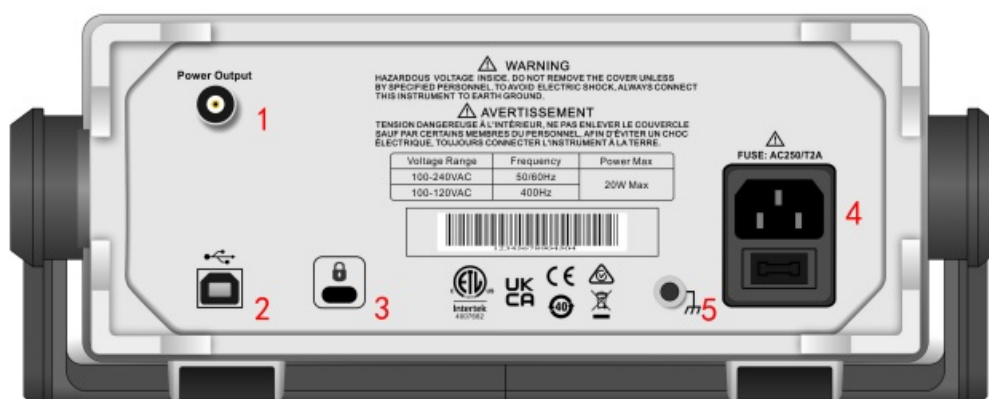 Power Output
1
WARNING
HAZARDOUS VOLTAGE INSIDE, DO NOT REMOVE THE COVER UNLESS
BY SPECIFIED PERSONNEL, TO AVOID ELECTRIC SHOCK, ALWAYS CONNECT
THIS INSTRUMENT TO EARTH GROUND.
AVERTISSEMENT
TENSION DANGEREUSE À L'INTÉRIEUR, NE PAS ENLEVER LE COUVERCLE
SAUF PAR CERTAINS MEMBRES DU PERSONNEL, AFIN D'ÉVITER UN CHOC
ÉLECTRIQUE, TOUJOURS CONNECTER L'INSTRUMENT À LA TERRE.
Voltage Range Frequency Power Max
100-240VAC 50/60Hz 20W Max
100-120VAC 400Hz
FUSE: AC250/T2A
4
2
3
ETL
Intertek
4007682
UK
CA
CE
40
5